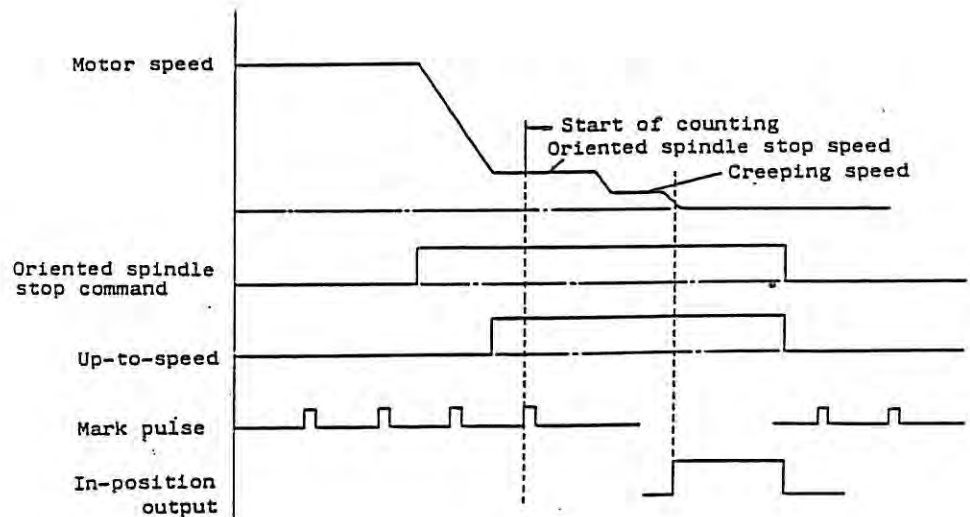 Motor speed
Start of counting
Oriented spindle stop speed
Creeping speed
Oriented spindle
stop command
Up-to-speed
Mark pulse
In-position
output